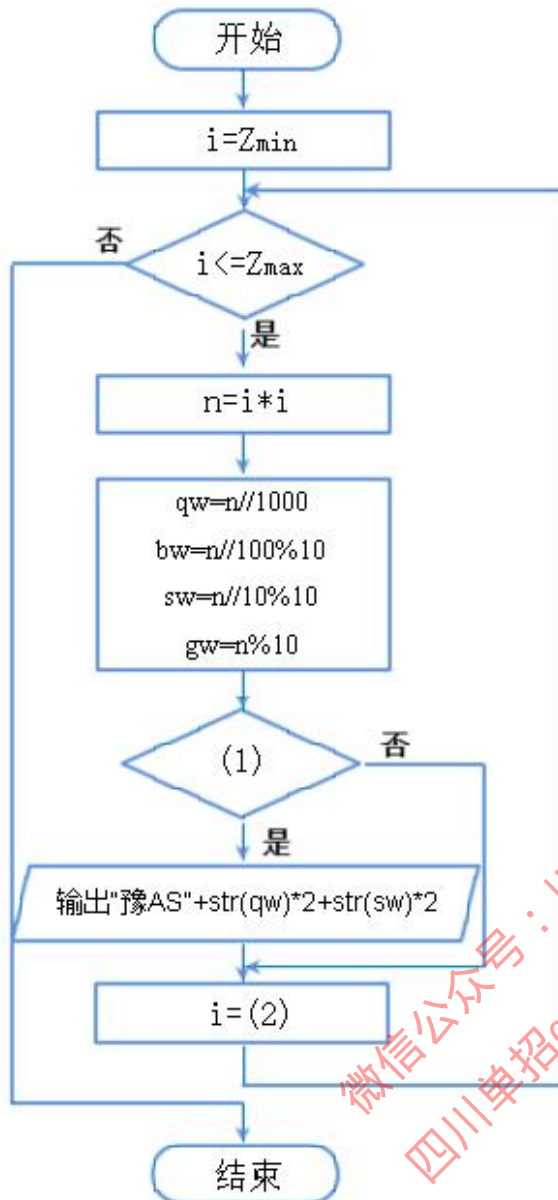 开始
i=Zmin
i<=Zmax
否
是
n=i*i
qw=n//1000
bw=n//100%10
sw=n//10%10
gw=n%10
(1)
否
是
输出"豫AS"+str(qw)*2+str(sw)*2
i=(2)
结束
微信公众号：
四川单招